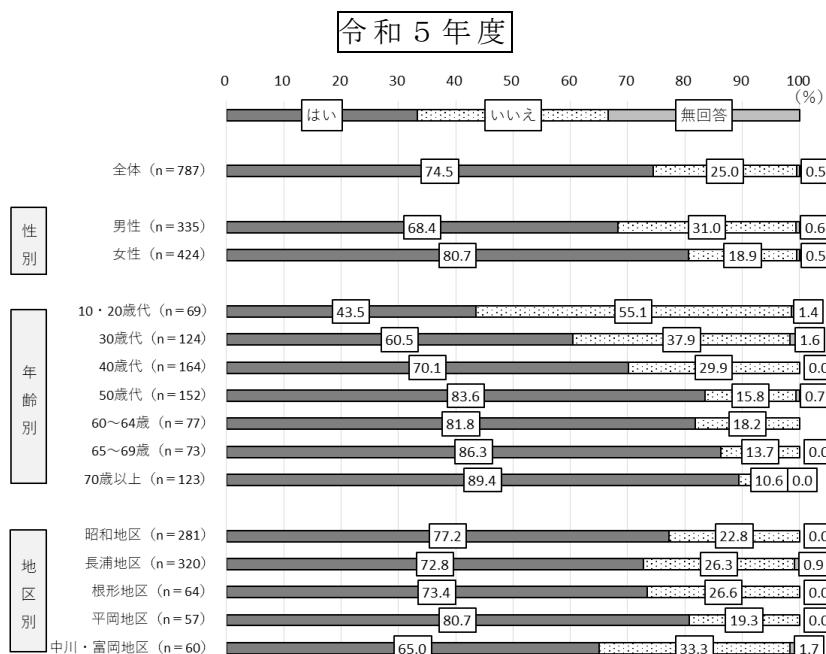 令和５年度
0 10 20 30 40 50 60 70 80 90 100
(%)
はい いいえ 無回答
全体（n＝787） 74.5 25.0 0.5
性別
男性（n＝335） 68.4 31.0 0.6
女性（n＝424） 80.7 18.9 0.5
年齢別
10・20歳代（n＝69） 43.5 55.1 1.4
30歳代（n＝124） 60.5 37.9 1.6
40歳代（n＝164） 70.1 29.9 0.0
50歳代（n＝152） 83.6 15.8 0.7
60～64歳（n＝77） 81.8 18.2
65～69歳（n＝73） 86.3 13.7 0.0
70歳以上（n＝123） 89.4 10.6 0.0
地区別
昭和地区（n＝281） 77.2 22.8 0.0
長浦地区（n＝320） 72.8 26.3 0.9
根形地区（n＝64） 73.4 26.6 0.0
平岡地区（n＝57） 80.7 19.3 0.0
中川・富岡地区（n＝60） 65.0 33.3 1.7